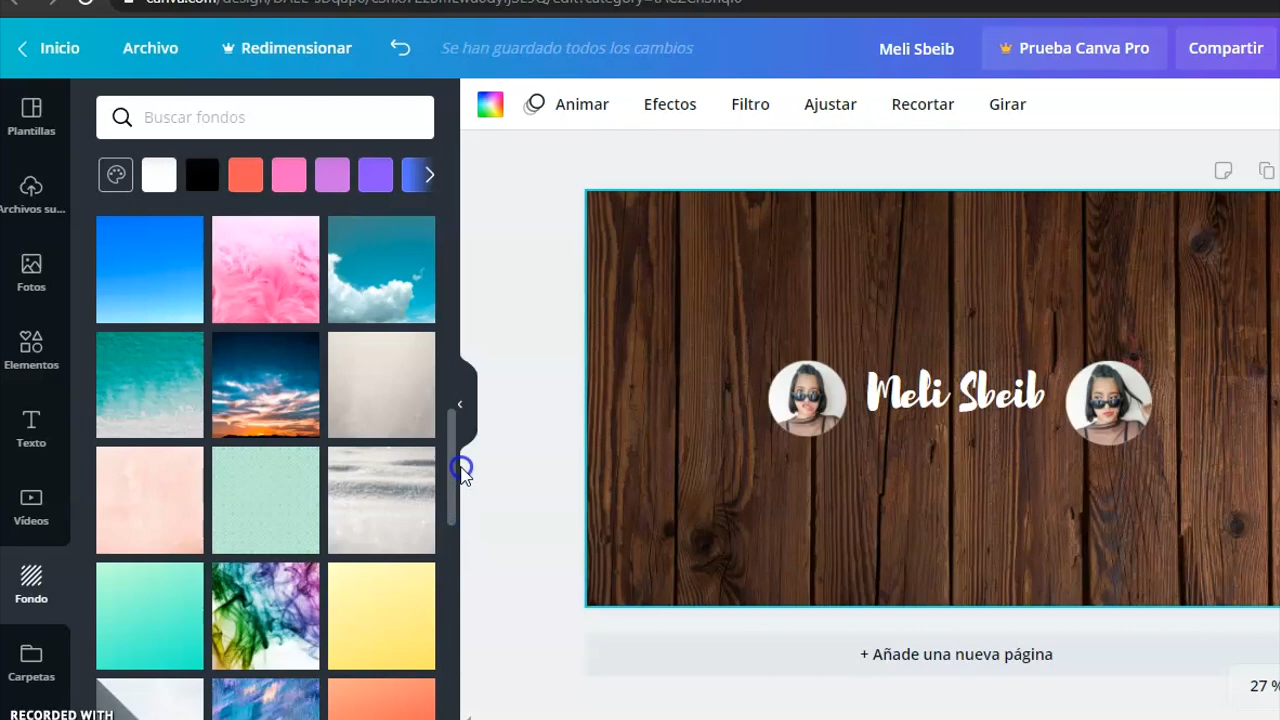 Inicio
Archivo
Redimensionar
Se han guardado todos los cambios
Meli Sbeib
Prueba Canva Pro
Compartir
Plantillas
Archivos su...
Fotos
Elementos
Texto
Vídeos
Fondo
Carpetas
Buscar fondos
Animar
Efectos
Filtro
Ajustar
Recortar
Girar
Meli Sbeib
+ Añade una nueva página
27 %
RECORDED WITH